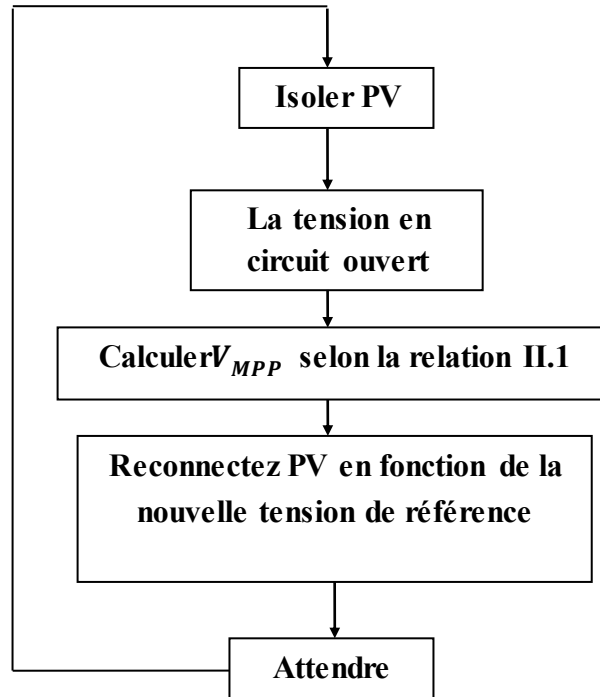 Isoler PV
La tension en
circuit ouvert
Calculer𝑉𝑀𝑃𝑃 selon la relation II.1
Reconnectez PV en fonction de la
nouvelle tension de référence
Attendre